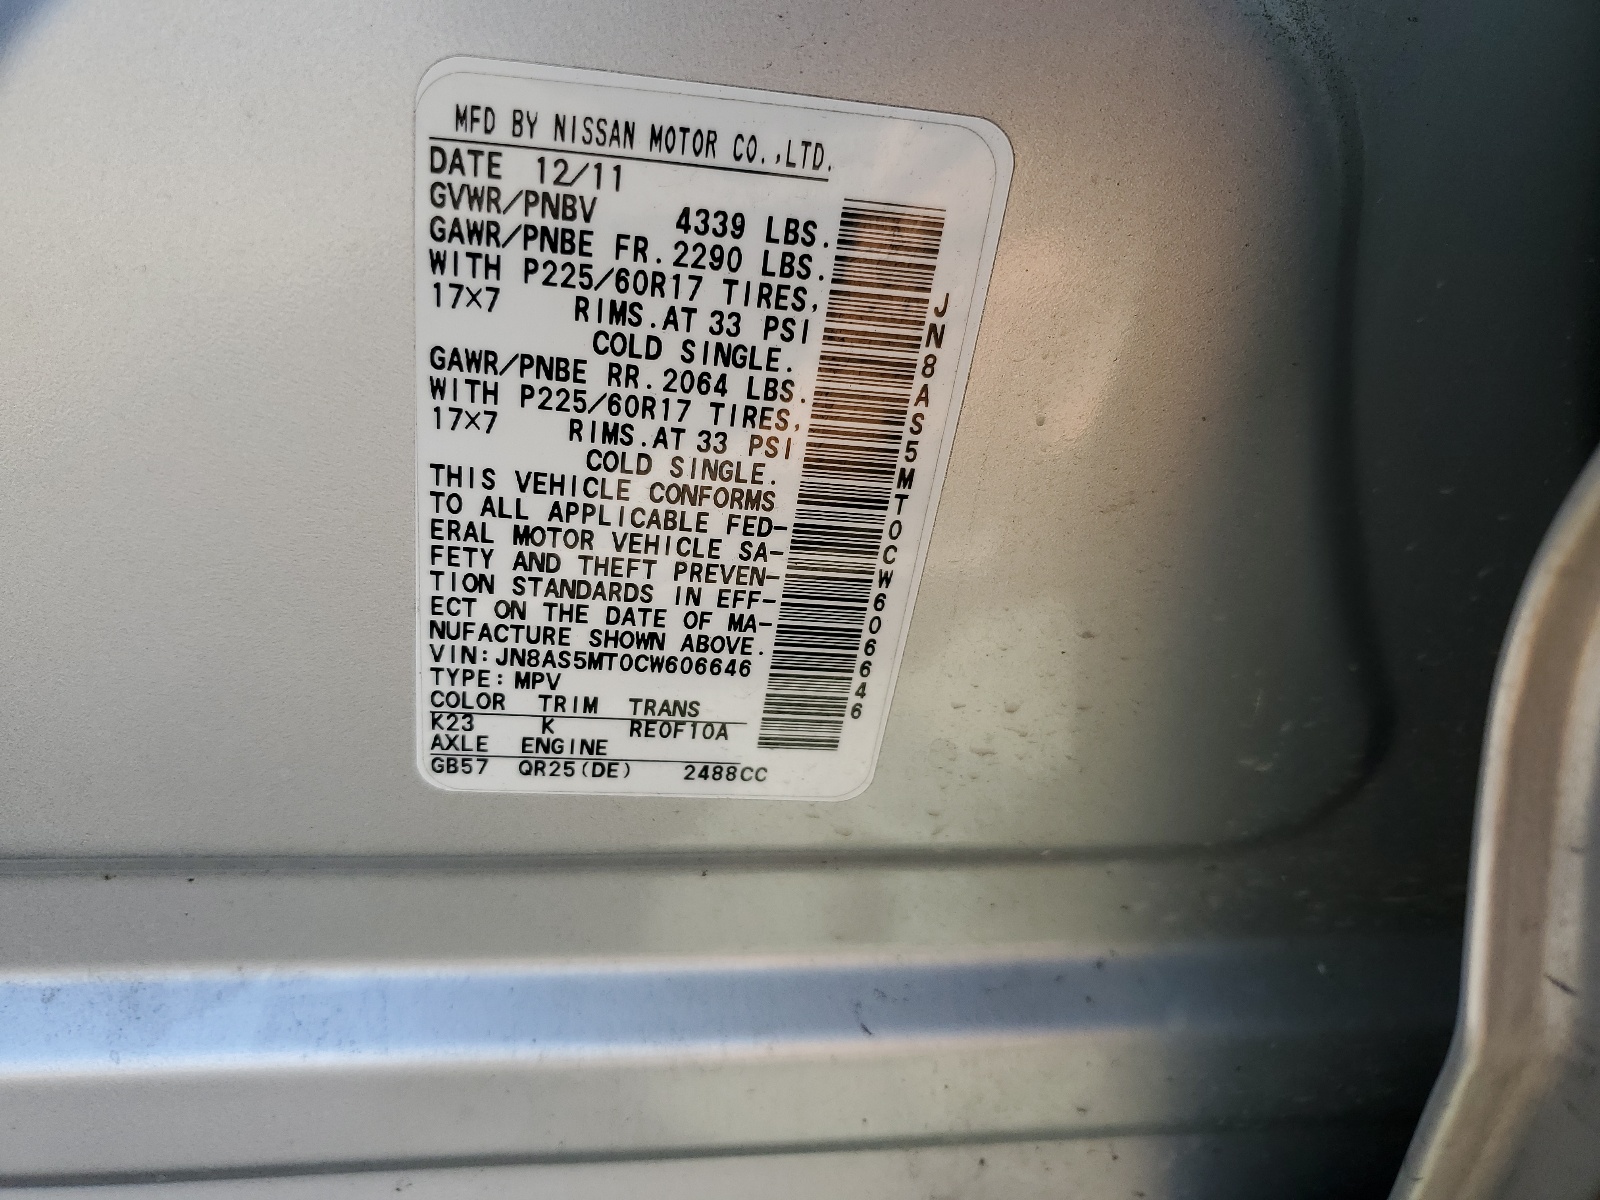 MFD BY NISSAN MOTOR CO.,LTD.
DATE 12/11
GVWR/PNBV 4339 LBS.
GAWR/PNBE FR. 2290 LBS.
WITH P225/60R17 TIRES,
17X7 RIMS. AT 33 PSI
COLD SINGLE.
GAWR/PNBE RR. 2064 LBS.
WITH P225/60R17 TIRES,
17X7 RIMS. AT 33 PSI
COLD SINGLE.
THIS VEHICLE CONFORMS
TO ALL APPLICABLE FED-
ERAL MOTOR VEHICLE SA-
FETY AND THEFT PREVEN-
TION STANDARDS IN EFF-
ECT ON THE DATE OF MA-
NUFACTURE SHOWN ABOVE.
VIN: JN8AS5MT0CW606646
TYPE: MPV
COLOR TRIM TRANS
K23 K RE0F10A
AXLE ENGINE
GB57 QR25(DE) 2488CC
JN8AS5MT0CW606646